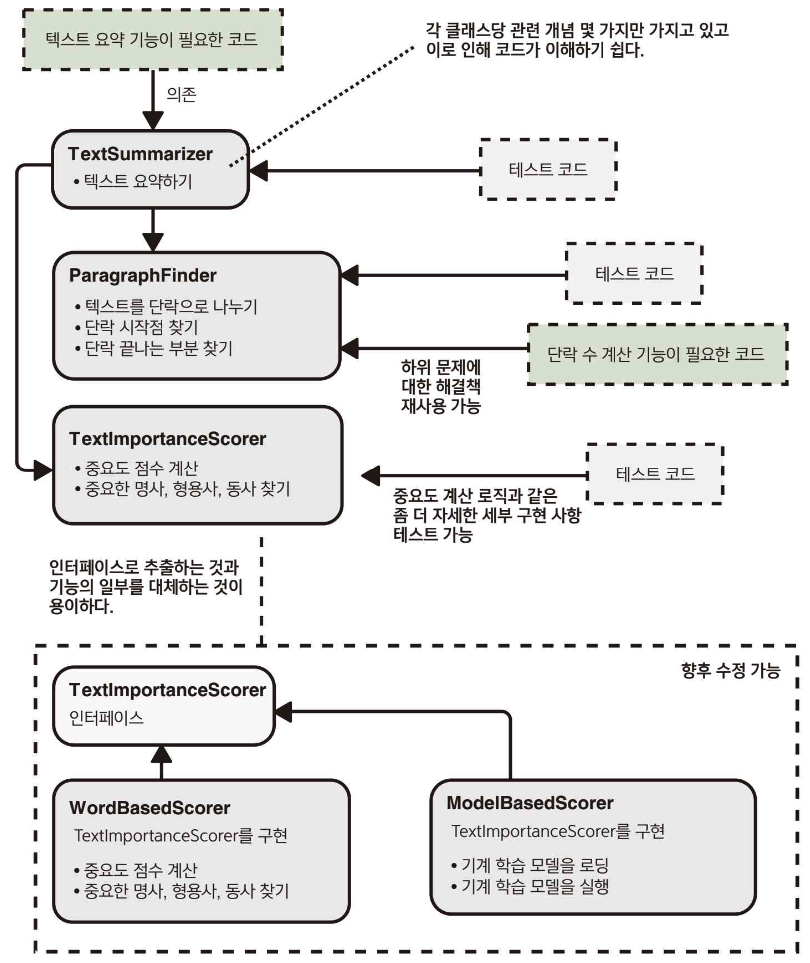 텍스트 요약 기능이 필요한 코드
각 클래스당 관련 개념 몇 가지만 가지고 있고
이로 인해 코드가 이해하기 쉽다.
의존
TextSummarizer
• 텍스트 요약하기
테스트 코드
ParagraphFinder
• 텍스트를 단락으로 나누기
• 단락 시작점 찾기
• 단락 끝나는 부분 찾기
테스트 코드
단락 수 계산 기능이 필요한 코드
하위 문제에
대한 해결책
재사용 가능
TextImportanceScorer
• 중요도 점수 계산
• 중요한 명사, 형용사, 동사 찾기
테스트 코드
중요도 계산 로직과 같은
좀 더 자세한 세부 구현 사항
테스트 가능
인터페이스로 추출하는 것과
기능의 일부를 대체하는 것이
용이하다.
향후 수정 가능
TextImportanceScorer
인터페이스
WordBasedScorer
TextImportanceScorer를 구현
• 중요도 점수 계산
• 중요한 명사, 형용사, 동사 찾기
ModelBasedScorer
TextImportanceScorer를 구현
• 기계 학습 모델을 로딩
• 기계 학습 모델을 실행